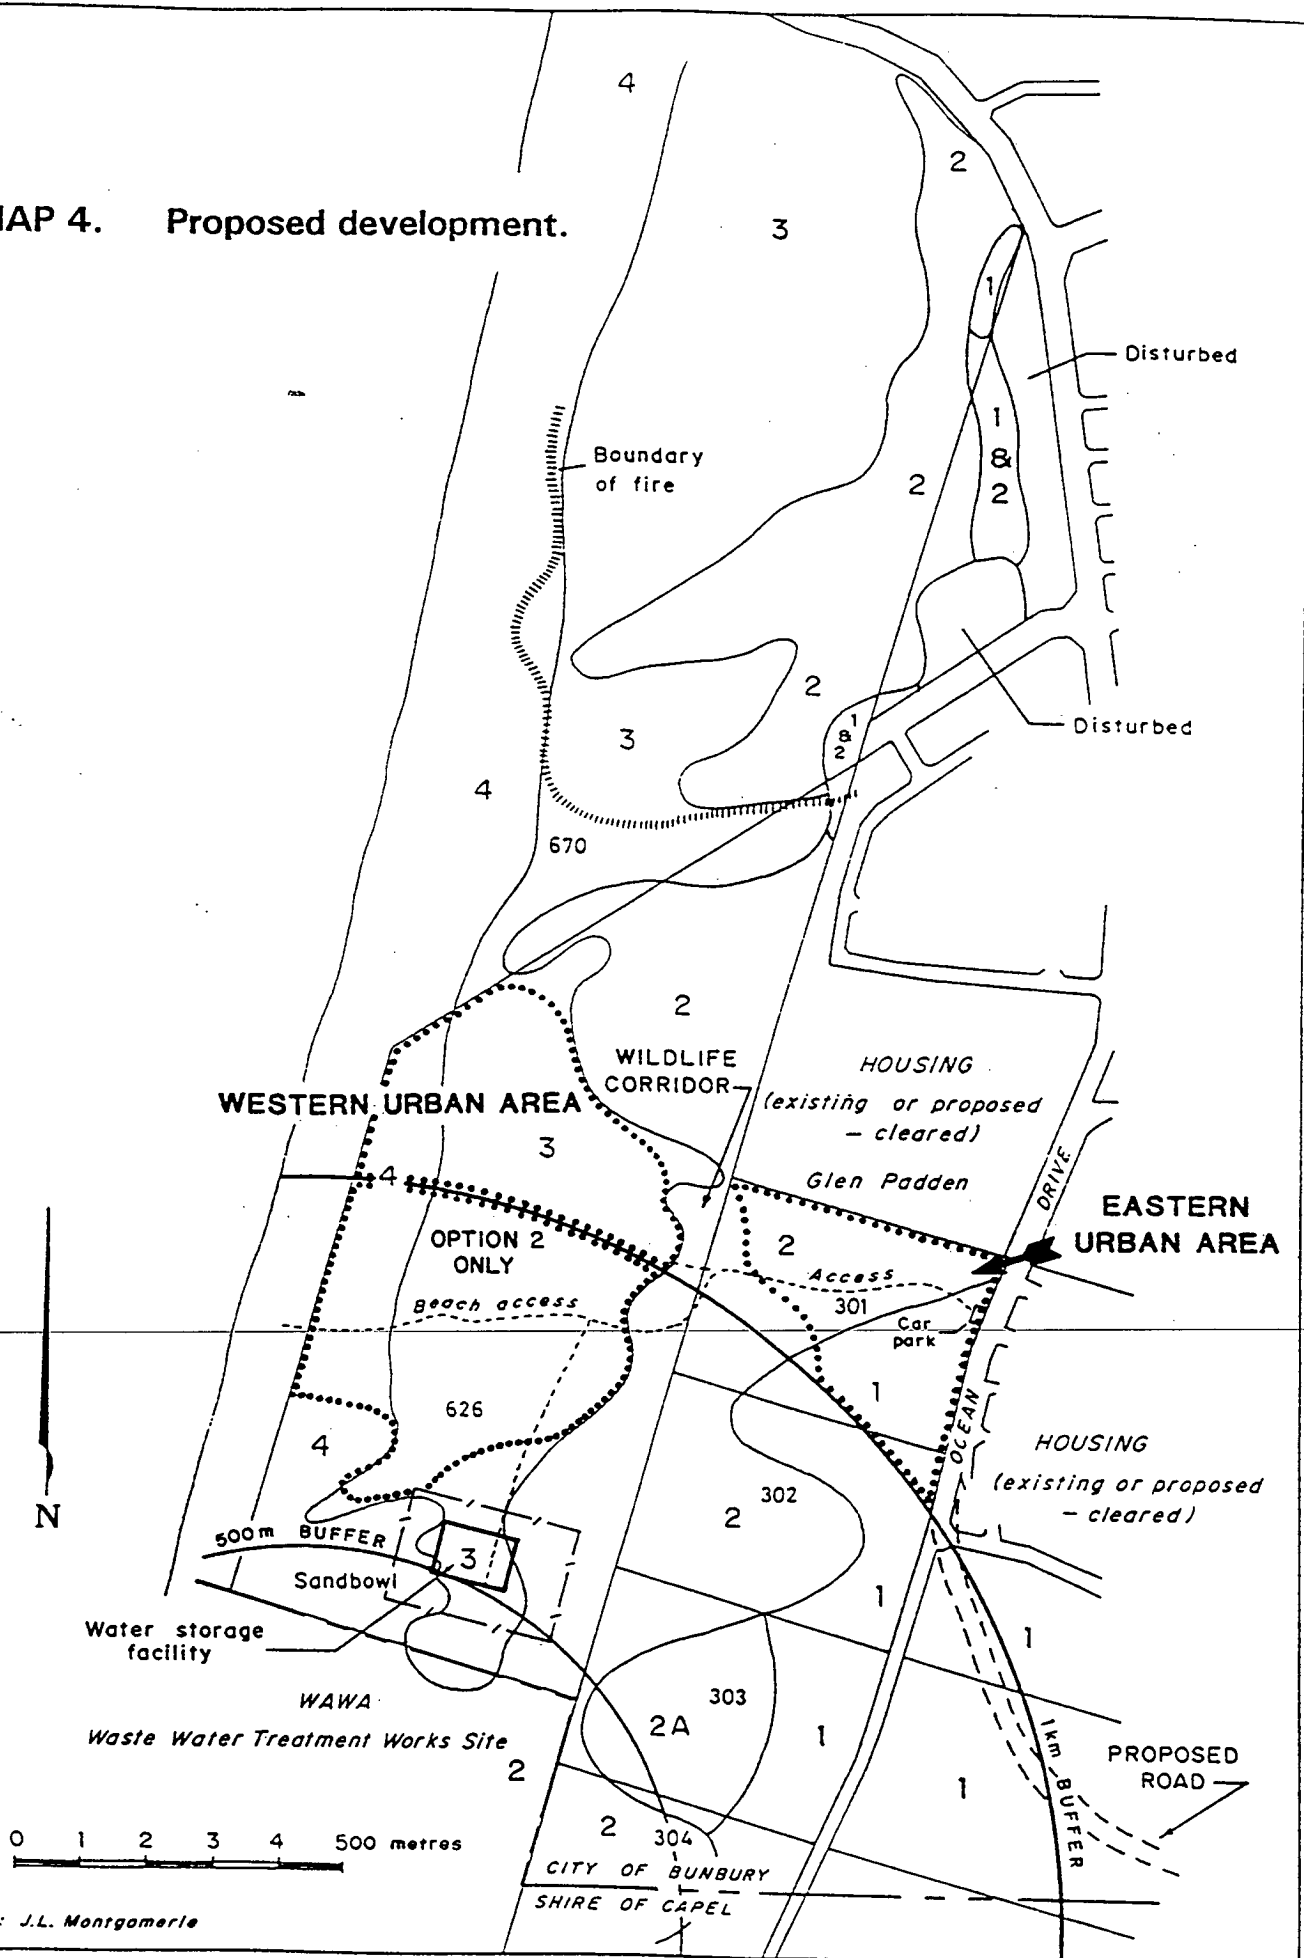 4
2
MAP 4. Proposed development.
3
1
Disturbed
1
&
2
Boundary
of fire
2
2
1
&
2
Disturbed
3
4
670
2
WILDLIFE
CORRIDOR
HOUSING
(existing or proposed
– cleared)
WESTERN URBAN AREA
3
4
Glen Padden
DRIVE
EASTERN
URBAN AREA
OPTION 2
ONLY
2
Access
Beach access
301
Car
park
1
OCEAN
626
4
HOUSING
(existing or proposed
– cleared)
N
302
2
500m BUFFER
3
Sandbowl
1
Water storage
facility
1
WAWA
Waste Water Treatment Works Site
303
2A
1
2
1km BUFFER
PROPOSED
ROAD
1
2
304
0 1 2 3 4 500 metres
CITY OF BUNBURY
SHIRE OF CAPEL
: J.L. Montgomerie